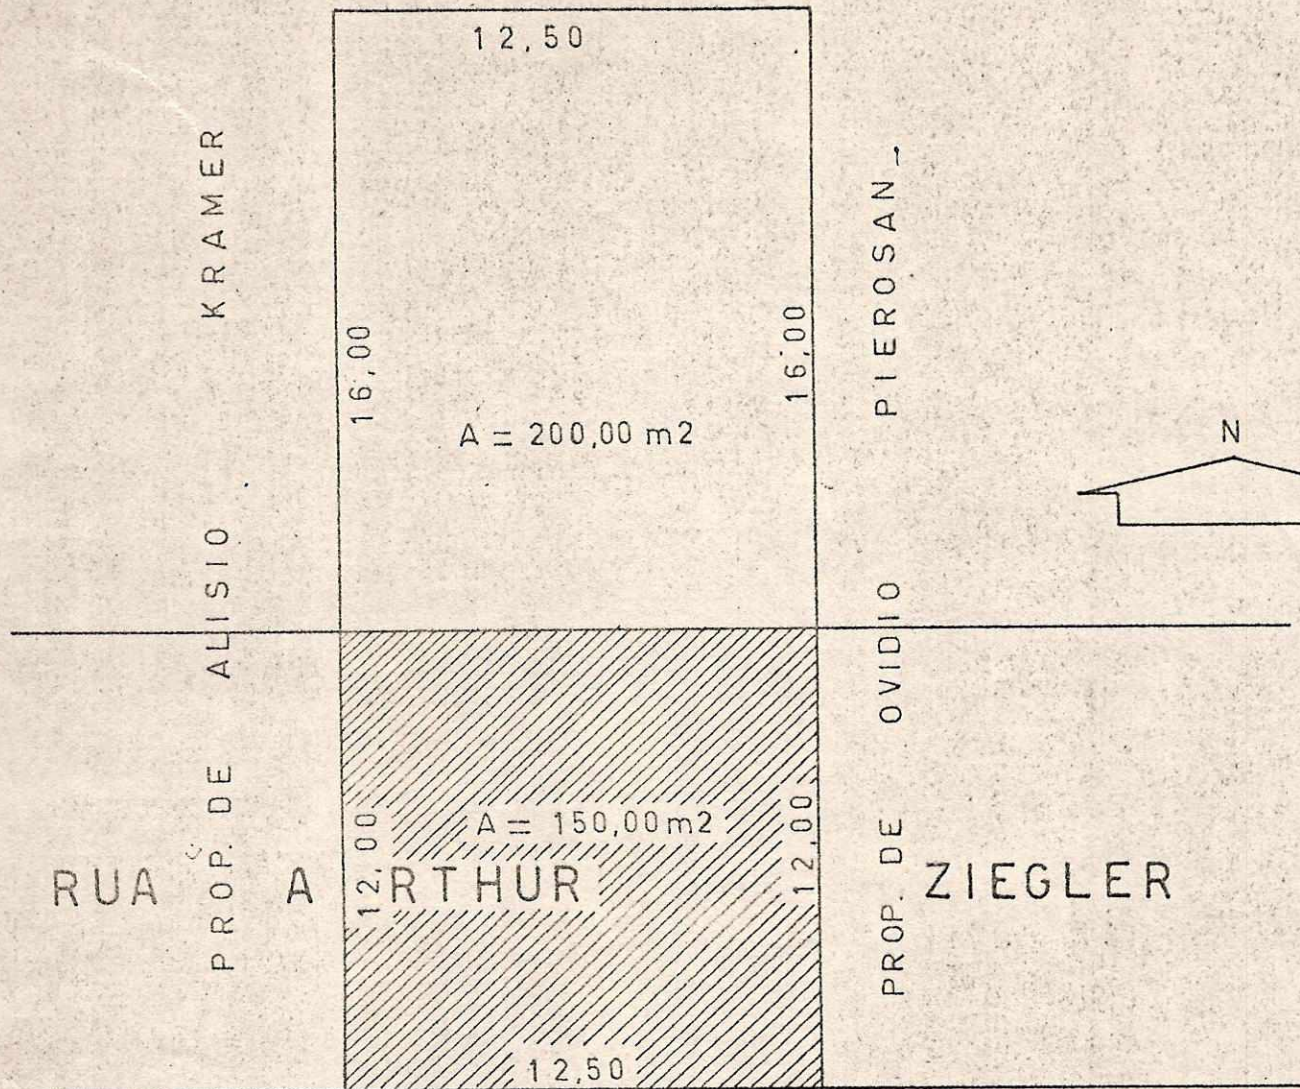 12,50
PROP. DE ALISIO KRAMER
16,00
16,00
A = 200,00 m2
PROP. DE OVIDIO PIEROSAN
N
12,00
A = 150,00 m2
12,00
RUA ARTHUR ZIEGLER
12,50